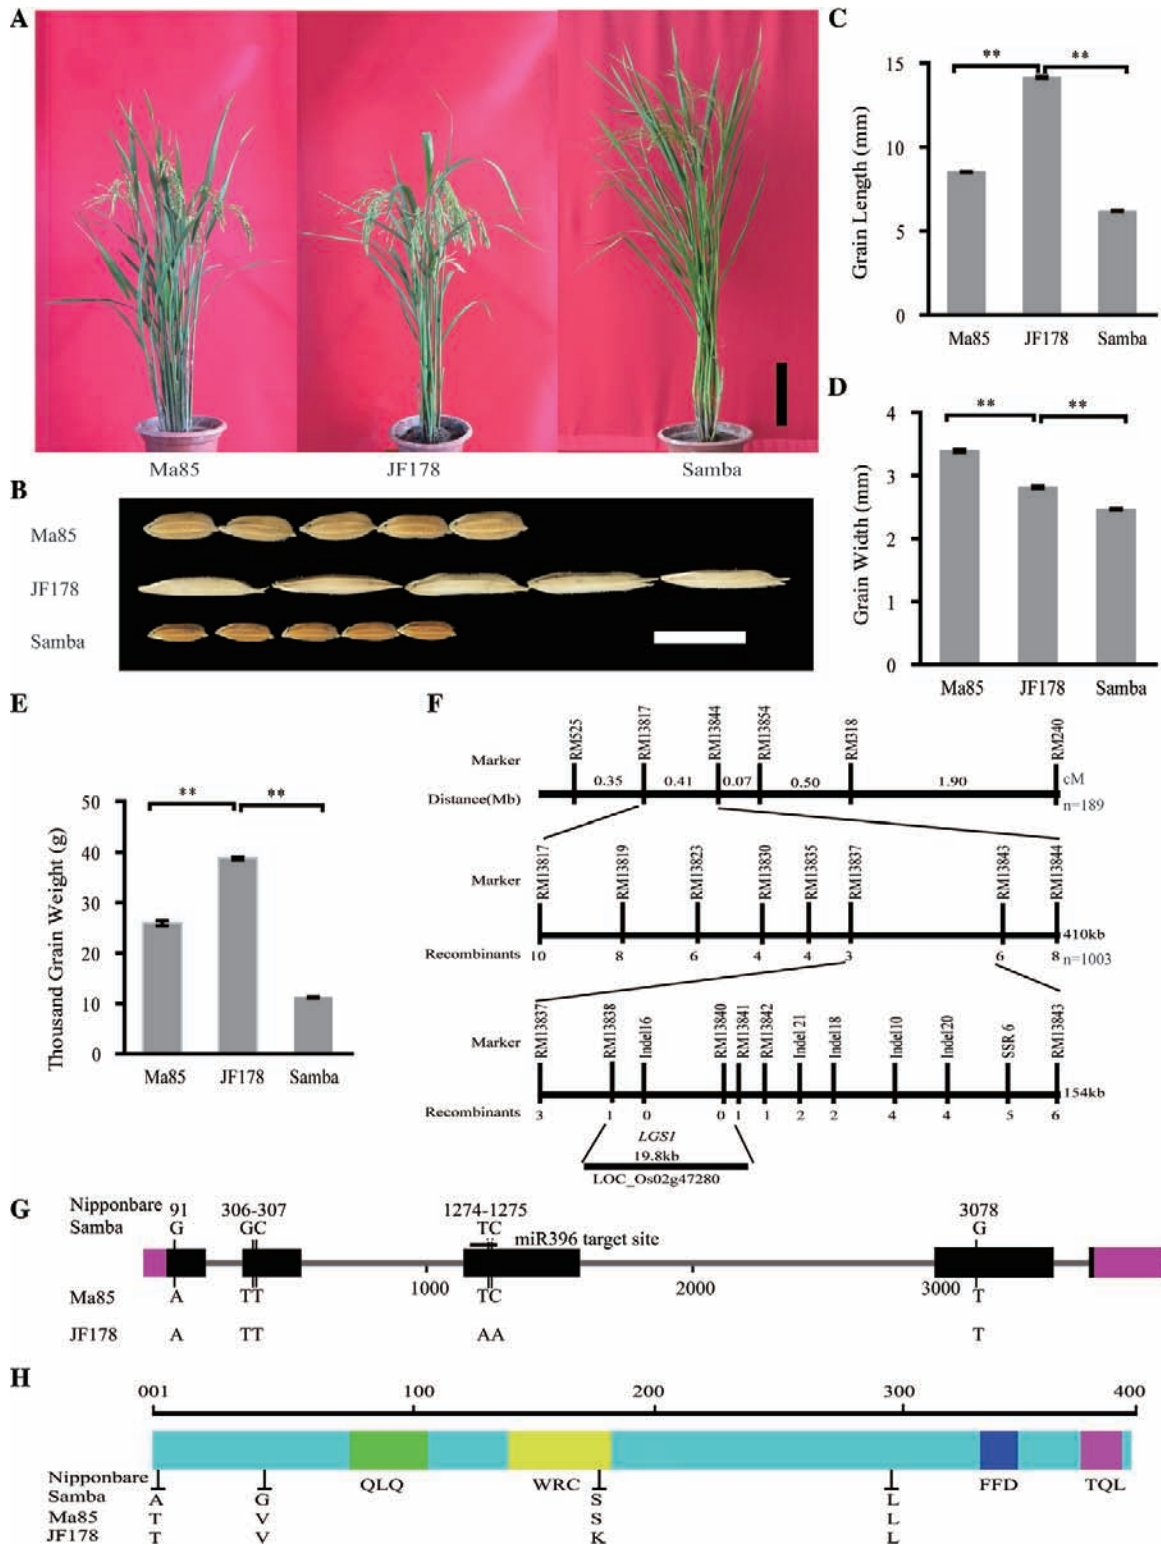 A
Ma85
JF178
Samba
B
Ma85
JF178
Samba
C
Grain Length (mm)
15
10
5
0
**
**
Ma85
JF178
Samba
D
Grain Width (mm)
4
3
2
1
0
**
**
Ma85
JF178
Samba
E
Thousand Grain Weight (g)
50
40
30
20
10
0
**
**
Ma85
JF178
Samba
F
Marker
RM525
RM13817
RM13844
RM13854
RM318
RM240
0.35
0.41
0.07
0.50
1.90
cM
Distance(Mb)
n=189
Marker
RM13817
RM13819
RM13823
RM13830
RM13835
RM13837
RM13843
RM13844
410kb
Recombinants
10
8
6
4
4
3
6
8
n=1003
Marker
RM13837
RM13838
Indel16
RM13840
RM13841
RM13842
Indel 21
Indel18
Indel10
Indel20
SSR 6
RM13843
154kb
Recombinants
3
1
0
0
1
1
2
2
4
4
5
6
LGS1
19.8kb
LOC_Os02g47280
G
Nipponbare
91
306-307
1274-1275
3078
Samba
G
GC
TC
G
miR396 target site
1000
2000
3000
Ma85
A
TT
TC
T
JF178
A
TT
AA
T
H
001
100
200
300
400
Nipponbare
QLQ
WRC
FFD
TQL
Samba
A
G
S
L
Ma85
T
V
S
L
JF178
T
V
K
L